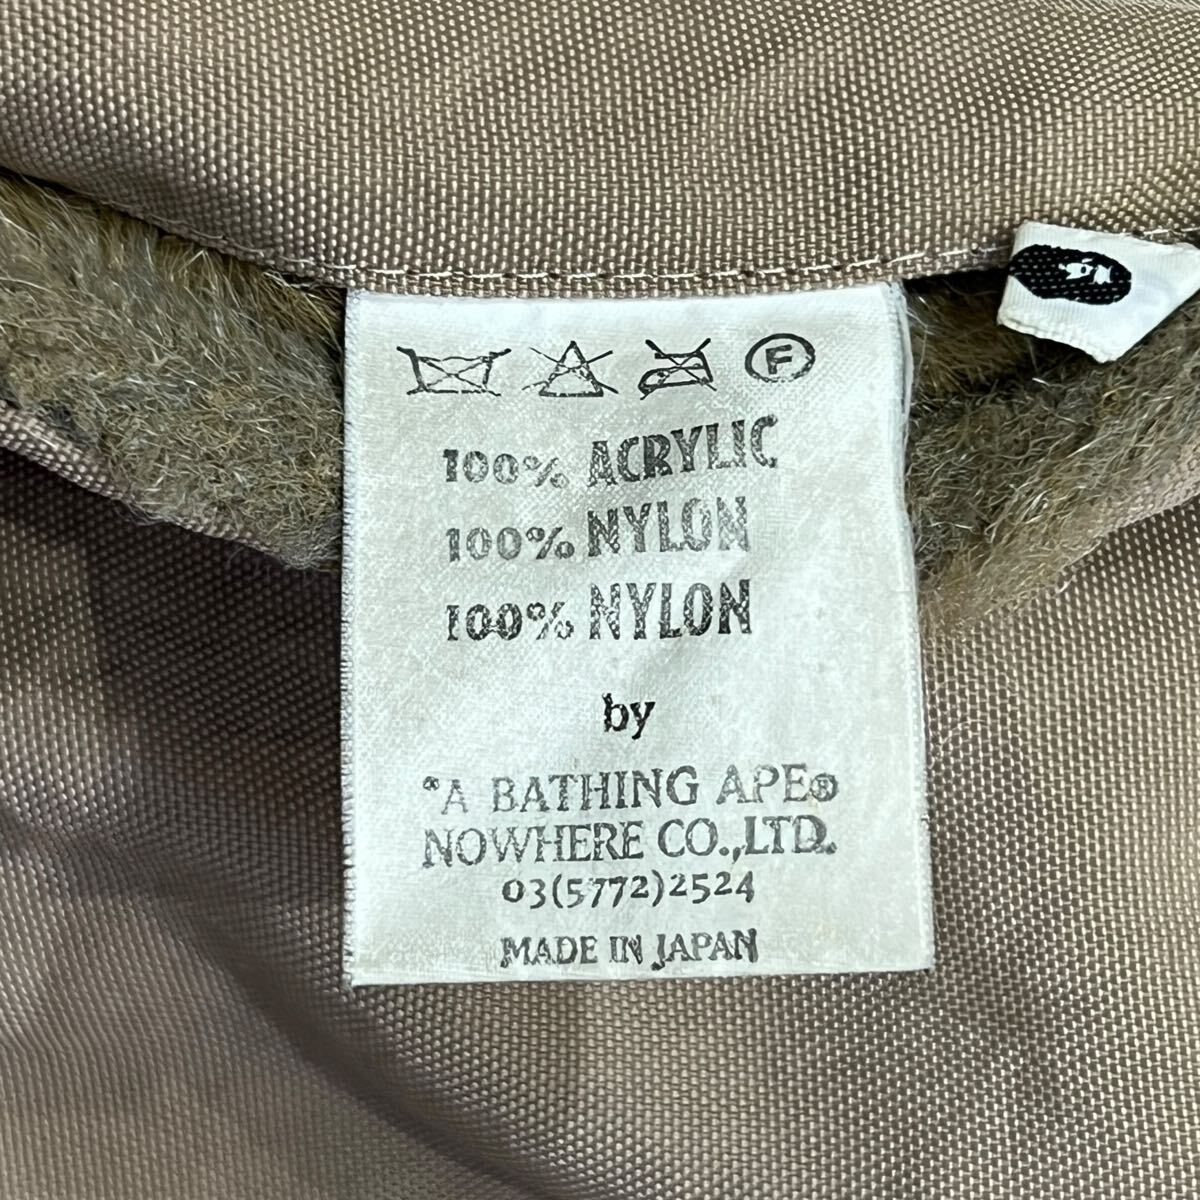 F
100% ACRYLIC
100% NYLON
100% NYLON
by
*A BATHING APE®
NOWHERE CO.,LTD.
03(5772)2524
MADE IN JAPAN